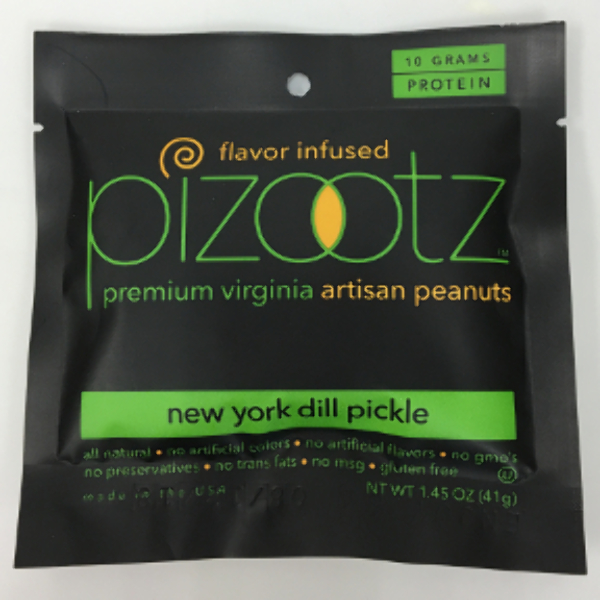 10 GRAMS
PROTEIN
flavor infused
pizootz™
premium virginia artisan peanuts
new york dill pickle
all natural • no artificial colors • no artificial flavors • no gmo's
no preservatives • no trans fats • no msg • gluten free
made in the USA NT WT 1.45 OZ (41g)